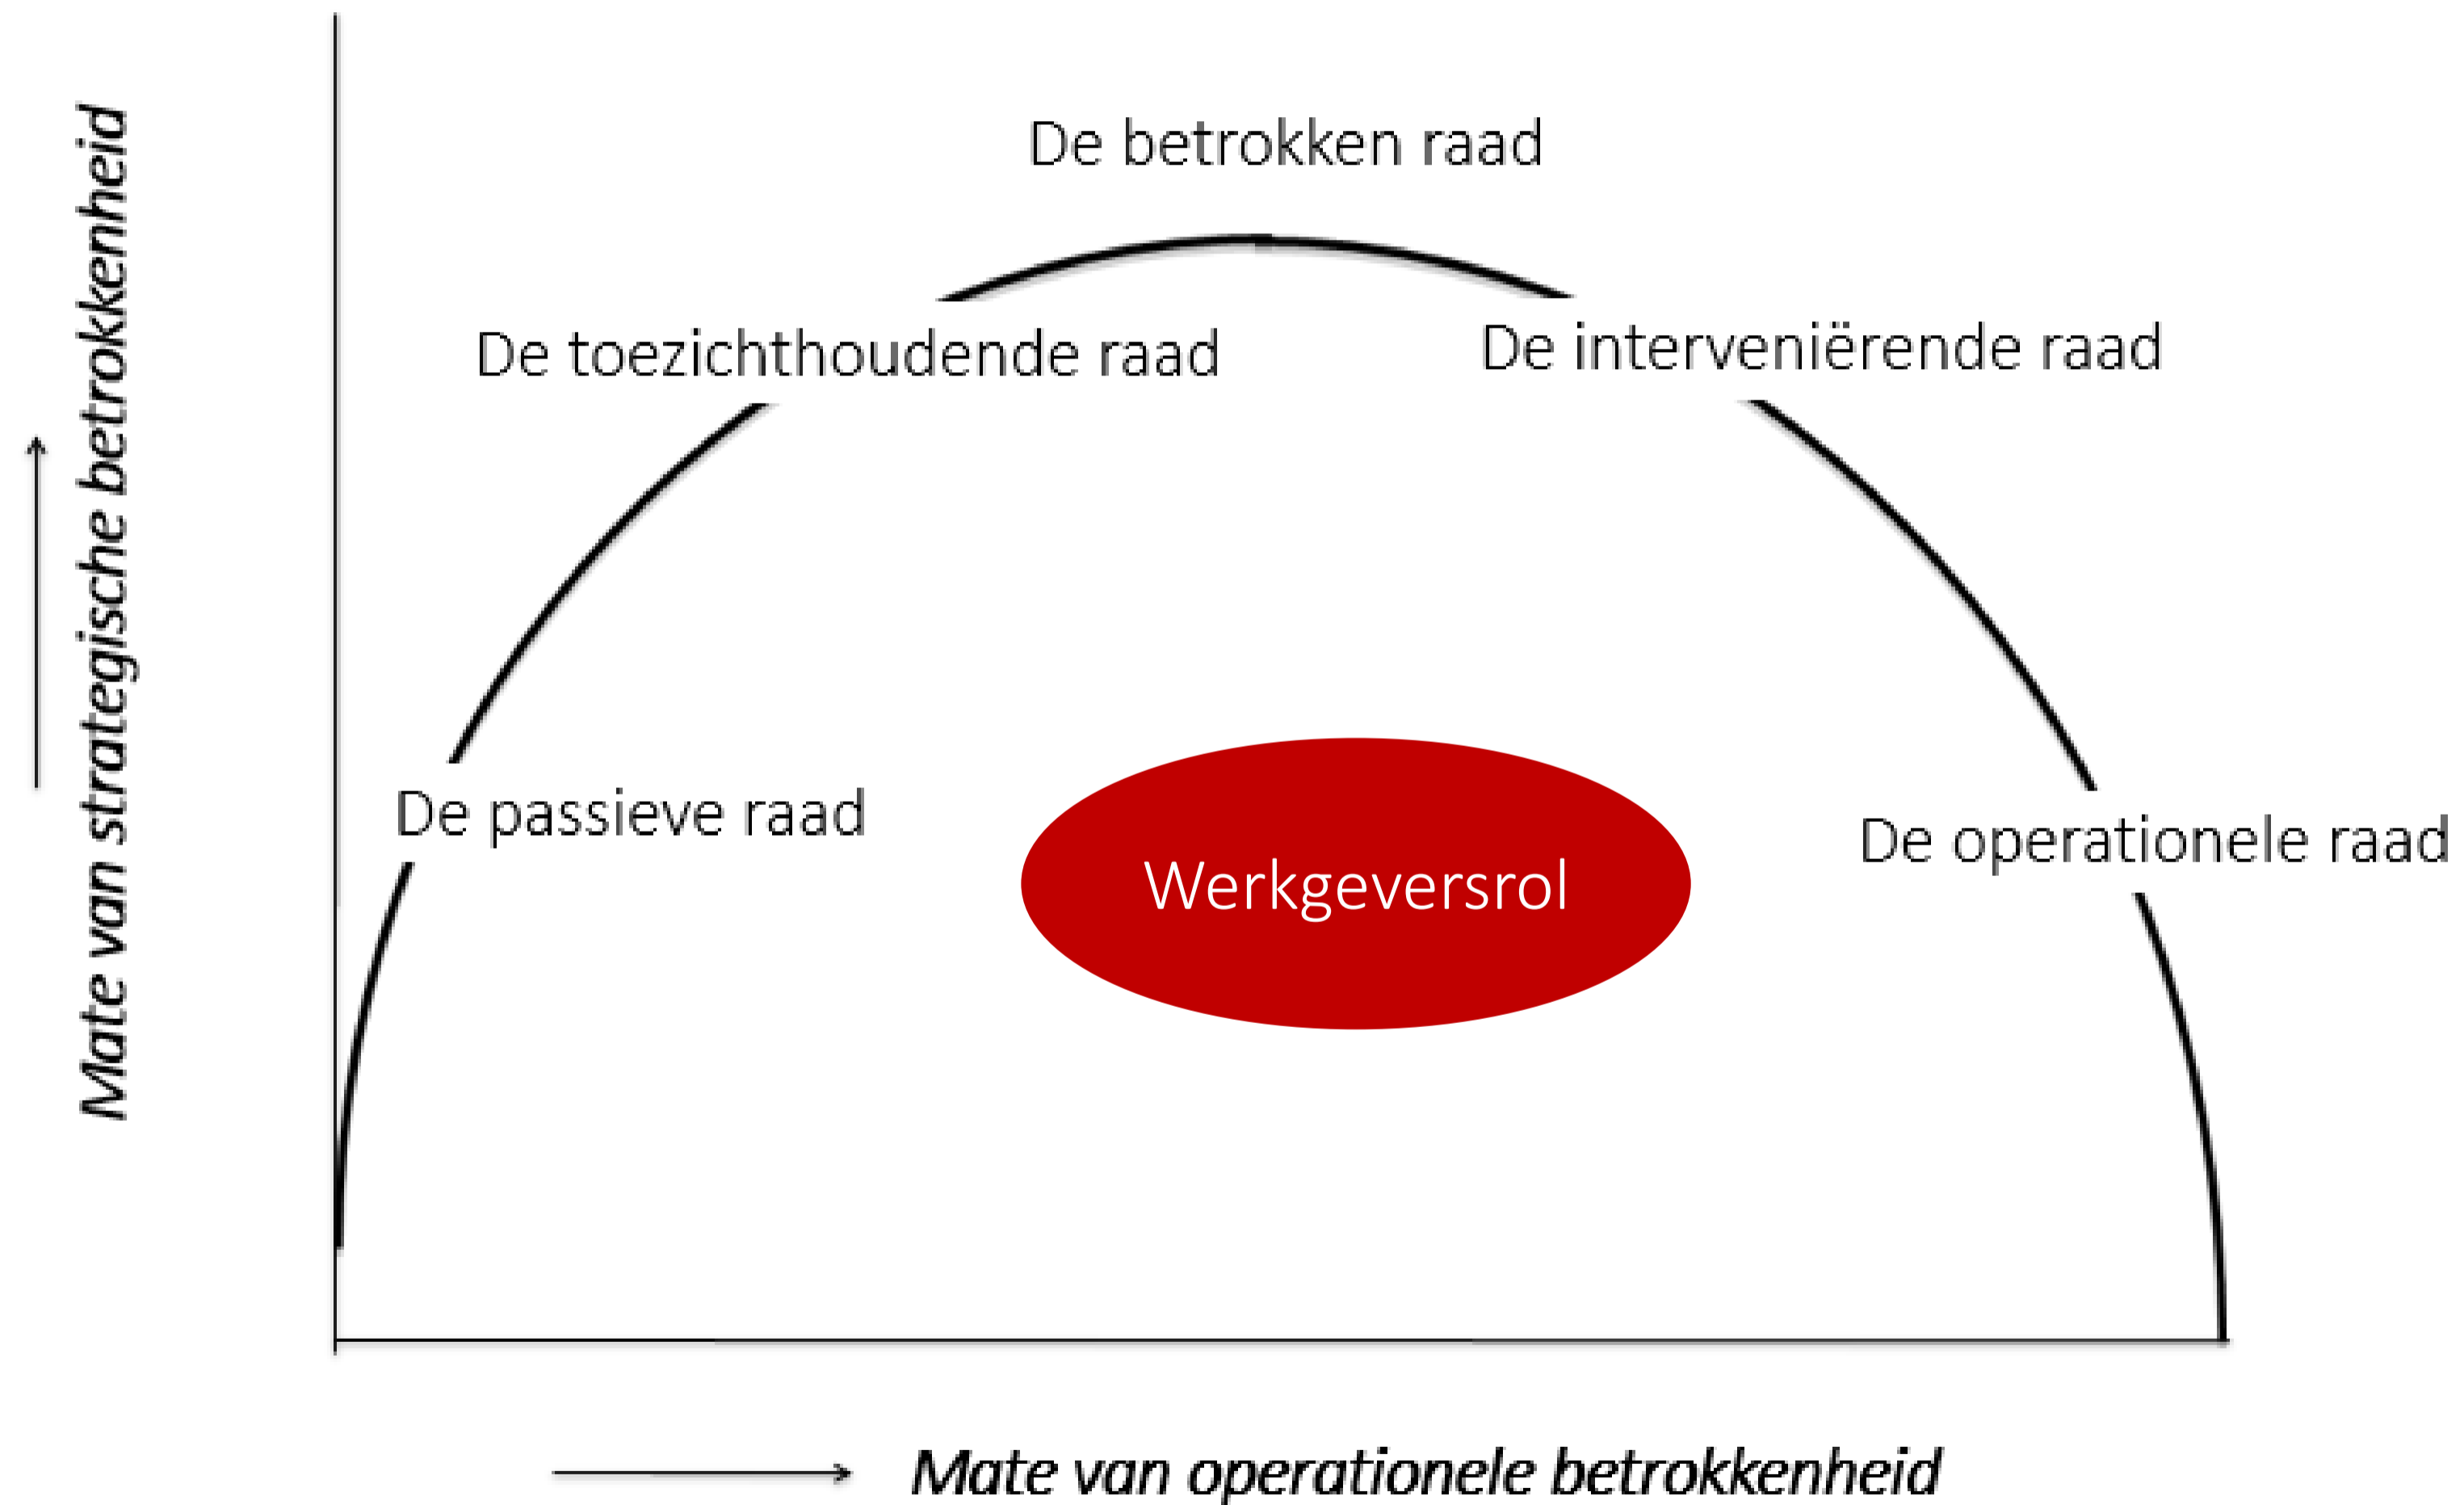 De betrokken raad
De toezichthoudende raad
De interveniërende raad
De passieve raad
De operationele raad
Werkgeversrol
Mate van strategische betrokkenheid
Mate van operationele betrokkenheid